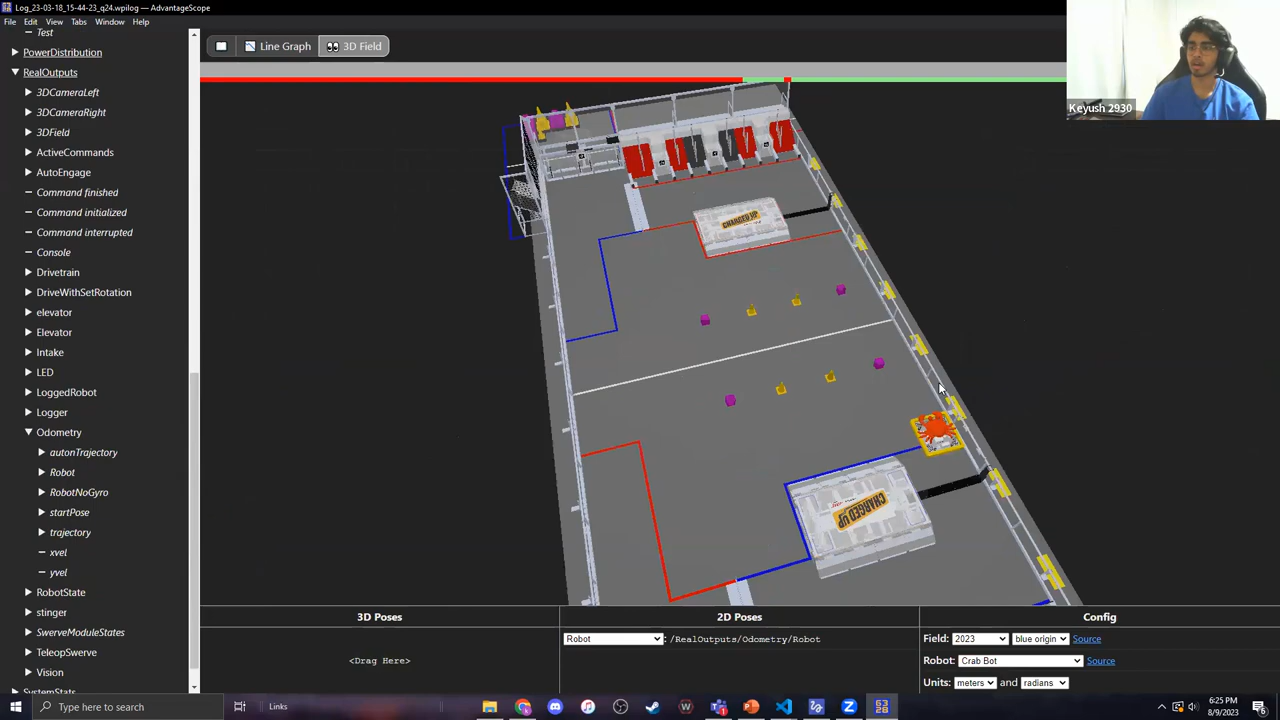 Log_23-03-18_15-44-23_q24.wpilog — AdvantageScope
File Edit View Tabs Window Help
Test
PowerDistribution
RealOutputs
3DCameraLeft
3DCameraRight
3DField
ActiveCommands
AutoEngage
Command finished
Command initialized
Command interrupted
Console
Drivetrain
DriveWithSetRotation
elevator
Elevator
Intake
LED
LoggedRobot
Logger
Odometry
autonTrajectory
Robot
RobotNoGyro
startPose
trajectory
xvel
yvel
RobotState
stinger
SwerveModuleStates
TeleopSwerve
Vision
SystemStats
Line Graph
3D Field
Keyush 2930
CHARGED UP
CHARGED UP
3D Poses
<Drag Here>
2D Poses
Robot : /RealOutputs/Odometry/Robot
Config
Field: 2023 blue origin Source
Robot: Crab Bot Source
Units: meters and radians
Type here to search
Links
6328
6:25 PM
8/9/2023